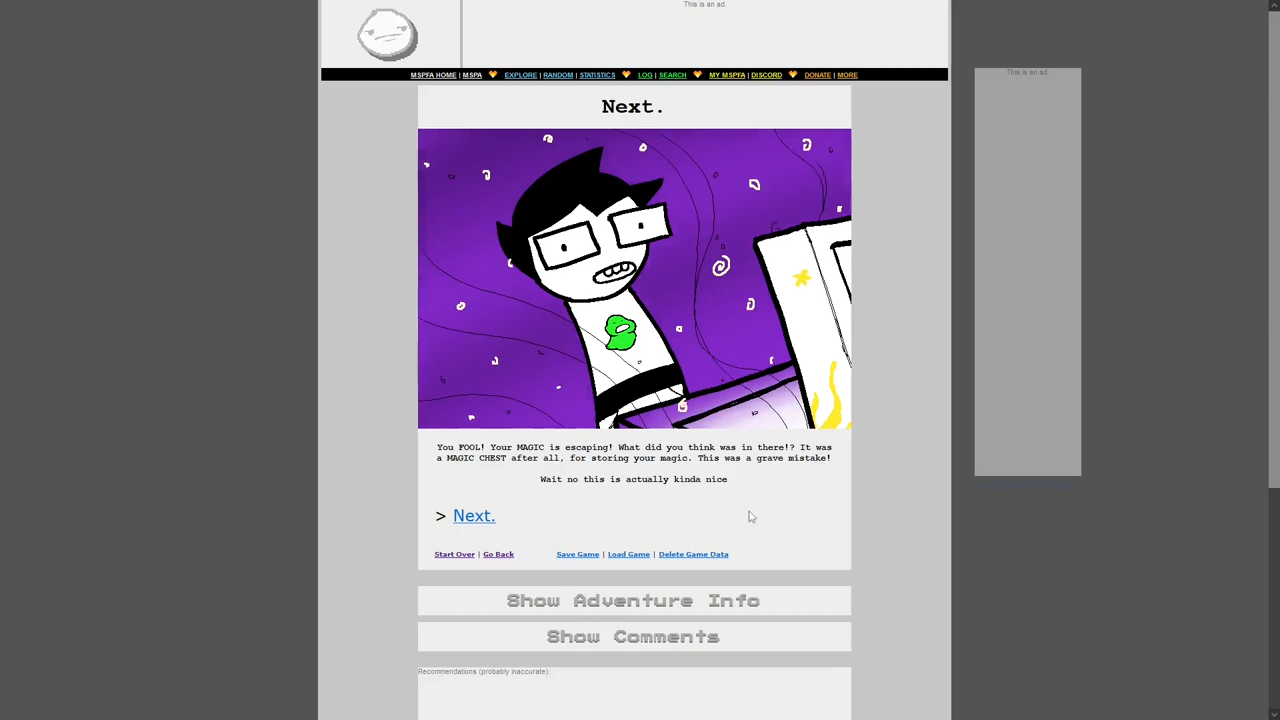 This is an ad.
MSPFA HOME | MSPA EXPLORE | RANDOM | STATISTICS LOG | SEARCH MY MSPFA | DISCORD DONATE | MORE
This is an ad.
Next.
You FOOL! Your MAGIC is escaping! What did you think was in there!? It was
a MAGIC CHEST after all, for storing your magic. This was a grave mistake!
Wait no this is actually kinda nice
> Next.
Start Over | Go Back Save Game | Load Game | Delete Game Data
Show Adventure Info
Show Comments
Recommendations (probably inaccurate):